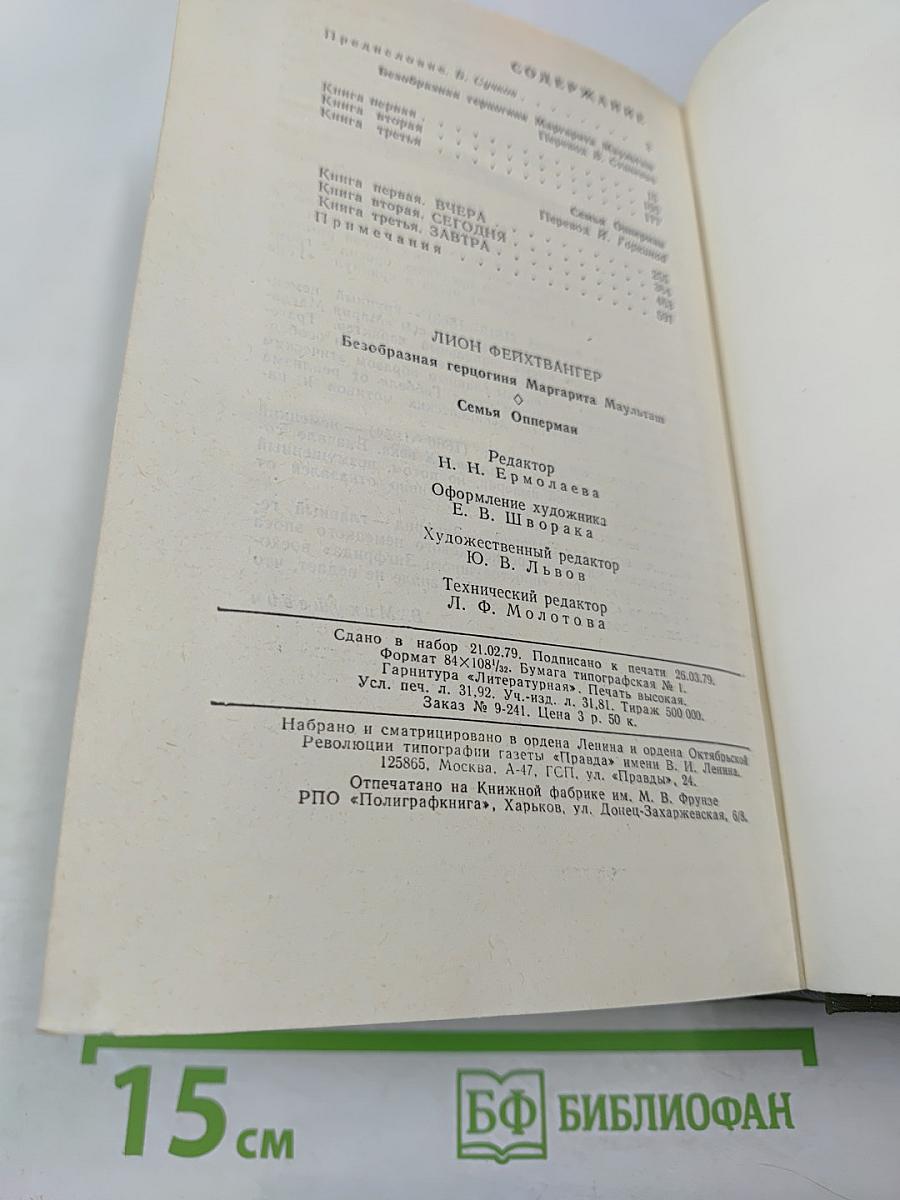 СОДЕРЖАНИЕ
Предисловие. Б. Сучков . . . . . . . 5
Безобразная герцогиня Маргарита Маульташ
Перевод В. Станевич
Книга первая . . . . . . . . . 15
Книга вторая . . . . . . . . .
Книга третья . . . . . . . . . 177
Семья Опперман
Перевод И. Горкиной
Книга первая. ВЧЕРА . . . . . . . 255
Книга вторая. СЕГОДНЯ . . . . . . .
Книга третья. ЗАВТРА . . . . . . .
Примечания . . . . . . . . . 591
ЛИОН ФЕЙХТВАНГЕР
Безобразная герцогиня Маргарита Маульташ
◊
Семья Опперман
Редактор
Н. Н. Ермолаева
Оформление художника
Е. В. Шворака
Художественный редактор
Ю. В. Львов
Технический редактор
Л. Ф. Молотова
Сдано в набор 21.02.79. Подписано к печати 26.03.79.
Формат 84×108¹/₃₂. Бумага типографская № 1.
Гарнитура «Литературная». Печать высокая.
Усл. печ. л. 31,92. Уч.-изд. л. 31,81. Тираж 500 000.
Заказ № 9-241. Цена 3 р. 50 к.
Набрано и сматрицировано в ордена Ленина и ордена Октябрьской
Революции типографии газеты «Правда» имени В. И. Ленина.
125865, Москва, А-47, ГСП, ул. «Правды», 24.
Отпечатано на Книжной фабрике им. М. В. Фрунзе
РПО «Полиграфкнига», Харьков, ул. Донец-Захаржевская, 6/8.
15 см
БФ БИБЛИОФАН